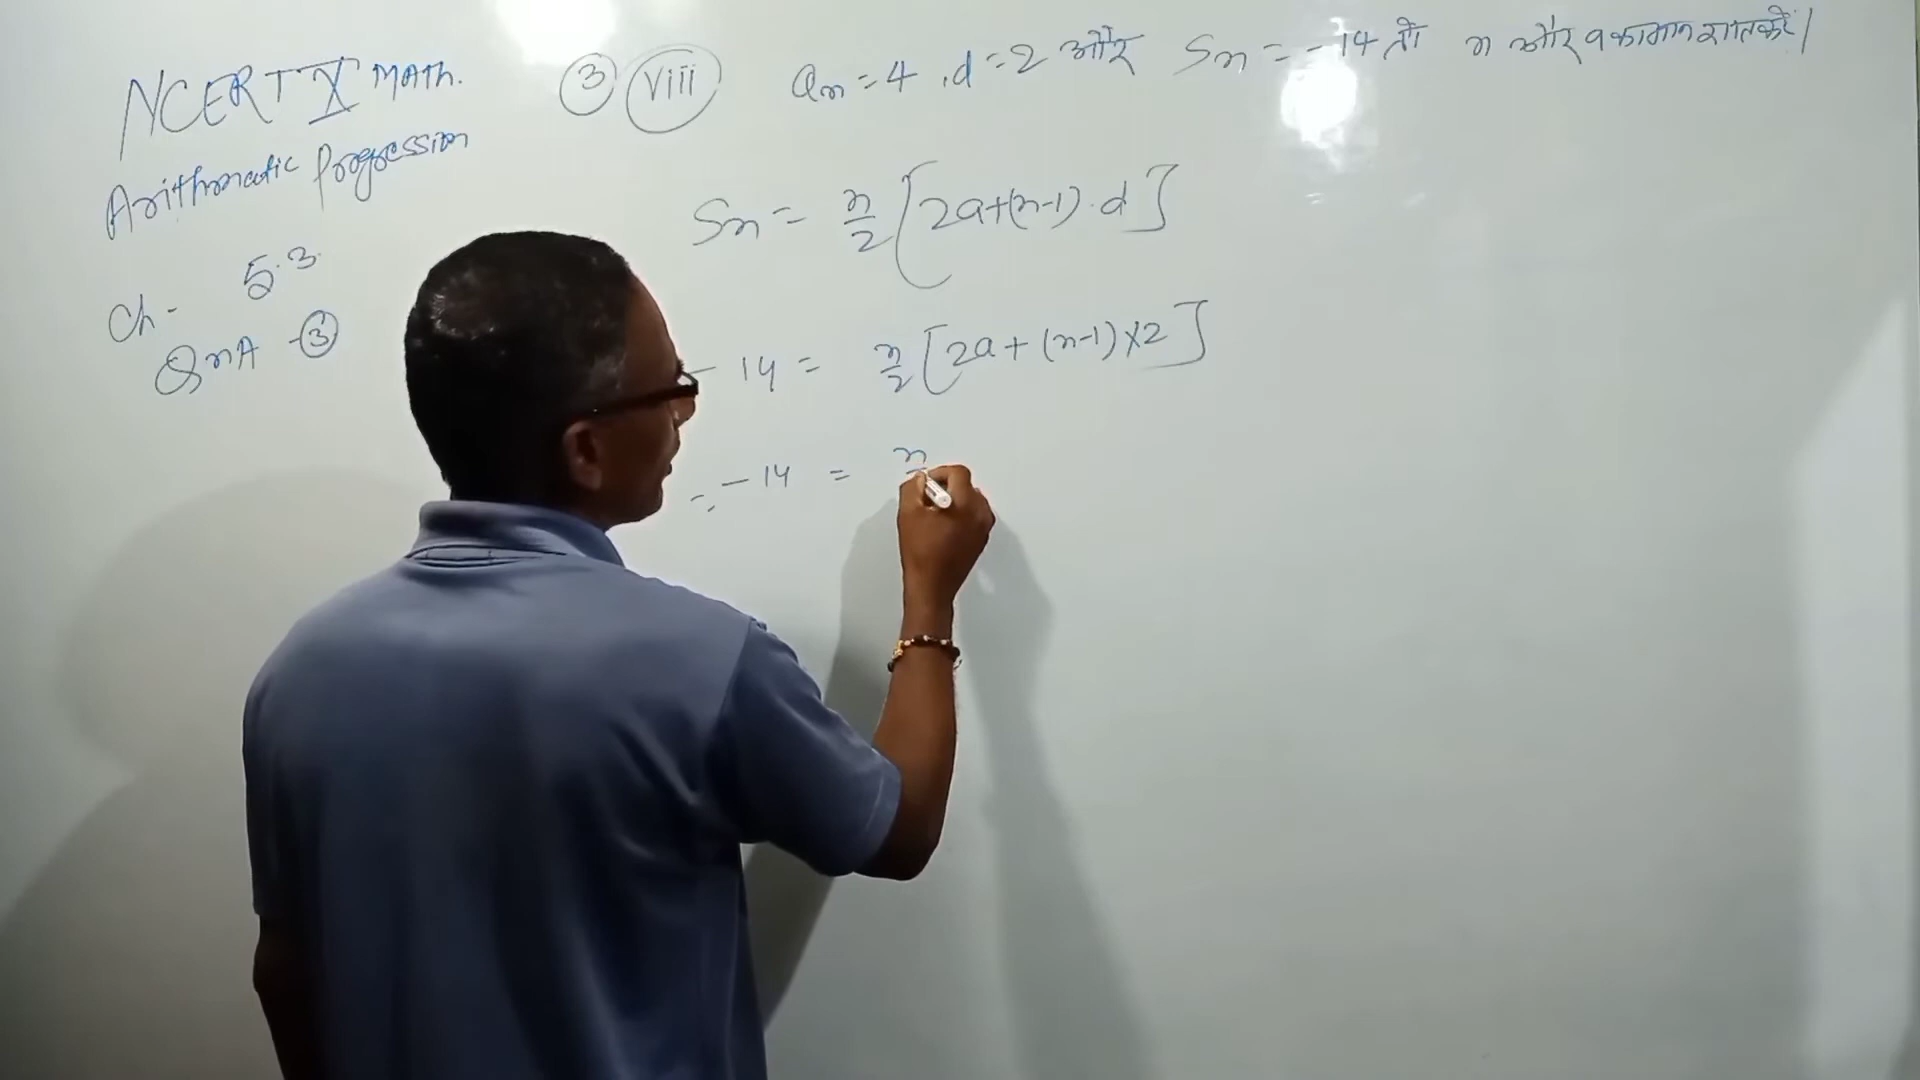 NCERT X Math.
Arithmatic Progression
Ch - 5.3
QnA - 3
3 viii an = 4, d = 2 और Sn = -14 तो n और a का मान ज्ञात करें।
Sn = n/2 [2a+(n-1).d]
- 14 = n/2 [2a + (n-1)×2]
= - 14 = n